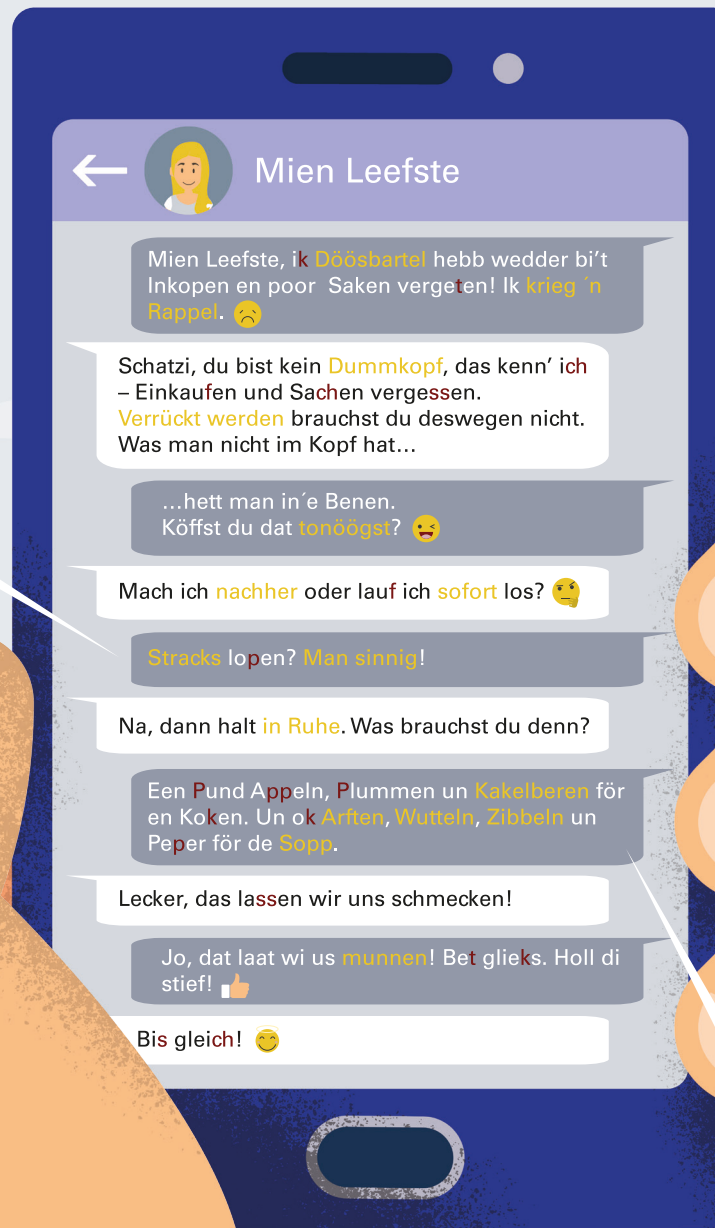 Mien Leefste
Mien Leefste, ik Döösbartel hebb wedder bi’t
Inkopen en poor Saken vergeten! Ik krieg ´n
Rappel.
Schatzi, du bist kein Dummkopf, das kenn’ ich
– Einkaufen und Sachen vergessen.
Verrückt werden brauchst du deswegen nicht.
Was man nicht im Kopf hat…
…hett man in´e Benen.
Köffst du dat tonöögst?
Mach ich nachher oder lauf ich sofort los?
Stracks lopen? Man sinnig!
Na, dann halt in Ruhe. Was brauchst du denn?
Een Pund Appeln, Plummen un Kakelberen för
en Koken. Un ok Arften, Wutteln, Zibbeln un
Peper för de Sopp.
Lecker, das lassen wir uns schmecken!
Jo, dat laat wi us munnen! Bet glieks. Holl di
stief!
Bis gleich!